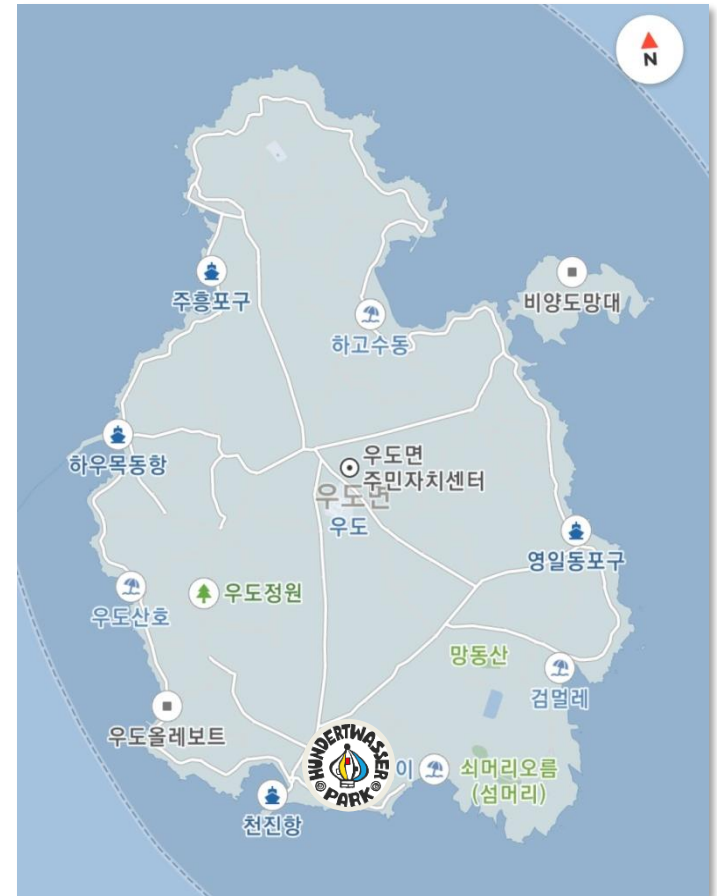 N
주흥포구
비양도망대
하고수동
하우목동항
우도면
주민자치센터
우도면
우도
영일동포구
우도산호
우도정원
망동산
검멀레
우도올레보트
HUNDERTWASSER
PARK
이
쇠머리오름
(섬머리)
천진항